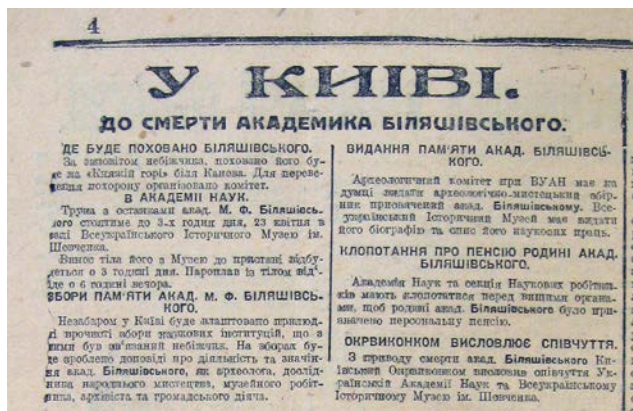 4
У КИЇВІ.
ДО СМЕРТИ АКАДЕМИКА БІЛЯШІВСЬКОГО.
ДЕ БУДЕ ПОХОВАНО БІЛЯШІВСЬКОГО.
За заповітом небіжчика, поховано його бу-
де на «Княжій горі» біля Канова. Для переве-
дення похорону організовано комітет.
В АКАДЕМІЇ НАУК.
Труна з останками акад. М. Ф. Біляшівсь-
кого стоятиме до 3-х годин дня, 23 квітня в
залі Всеукраїнського Історичного Музею ім.
Шевченка.
Винос тіла його з Музею до пристані відбу-
деться о 3 годині дня. Пароплав із тілом від'-
їде о 6 годині вечора.
ЗБОРИ ПАМ'ЯТИ АКАД. М. Ф. БІЛЯШІВСЬ-
КОГО.
Незабаром у Київі буде влаштовано прилюд-
ні прочисті збори наукових інституцій, що з
ними був зв'язаний небіжчик. На зборах бу-
де зроблено доповіді про діяльність та значін-
ня акад. Біляшівського, як археолога, дослід-
ника народнього мистецтва, музейного робіт-
ника, архівіста та громадського діяча.
ВИДАННЯ ПАМ'ЯТИ АКАД. БІЛЯШІВСЬ-
КОГО.
Археологичний комітет при ВУАН має на
думці видати археологично-мистецький збір-
ник присвячений акад. Біляшівському. Все-
український Історичний Музей має видати
його біографію та опис його наукових праць.
КЛОПОТАННЯ ПРО ПЕНСІЮ РОДИНІ АКАД.
БІЛЯШІВСЬКОГО.
Академія Наук та секція Наукових робітни-
ків мають клопотатися перед вищими органа-
ми, щоб родині акад. Біляшівського було при-
значено персональну пенсію.
ОКРВИКОНКОМ ВИСЛОВЛЮЄ СПІВЧУТТЯ.
З приводу смерти акад. Біляшівського Ки-
ївський Окрвиконком висловив співчуття Ук-
раїнській Академії Наук та Всеукраїнському
Історичному Музею ім. Шевченка.